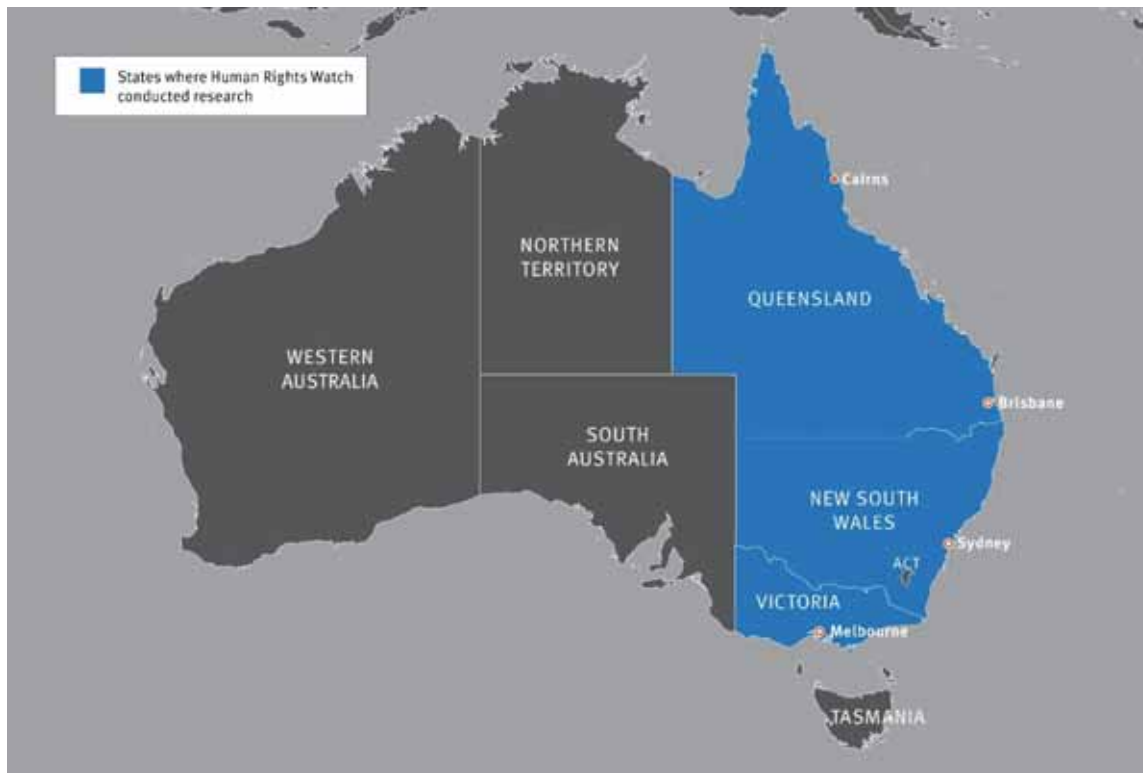 States where Human Rights Watch
conducted research
Cairns
NORTHERN
TERRITORY
QUEENSLAND
WESTERN
AUSTRALIA
Brisbane
SOUTH
AUSTRALIA
NEW SOUTH
WALES
Sydney
ACT
VICTORIA
Melbourne
TASMANIA